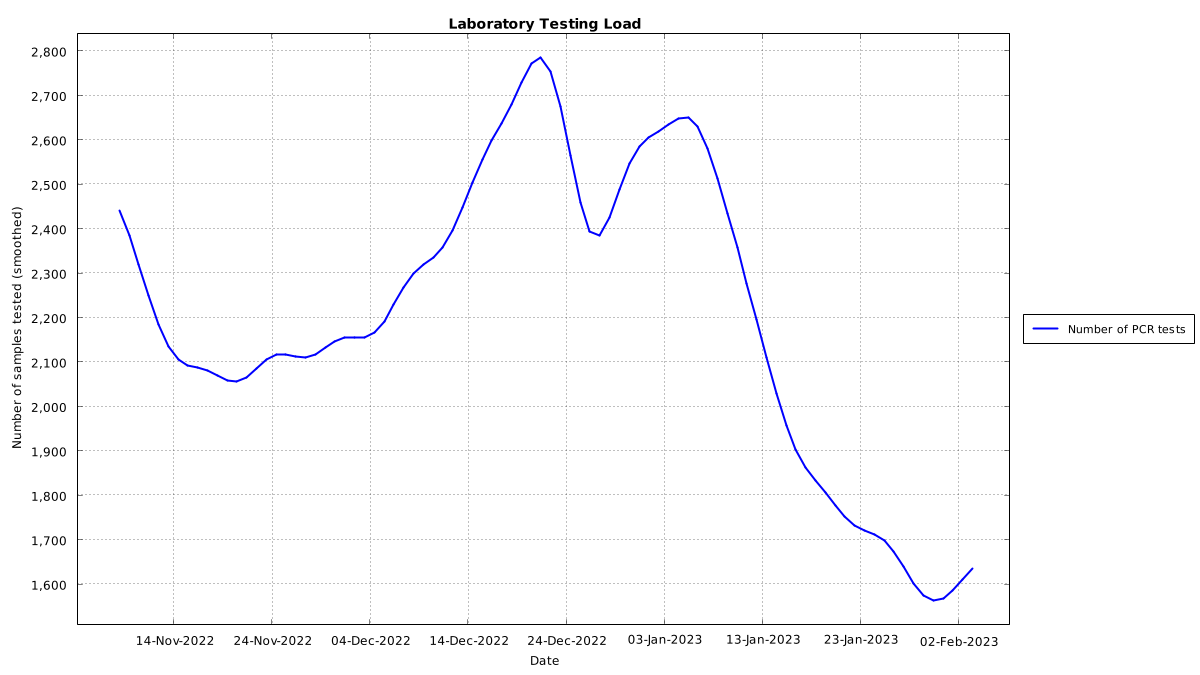 Laboratory Testing Load
Number of samples tested (smoothed)
2,800
2,700
2,600
2,500
2,400
2,300
2,200
2,100
2,000
1,900
1,800
1,700
1,600
14-Nov-2022
24-Nov-2022
04-Dec-2022
14-Dec-2022
24-Dec-2022
03-Jan-2023
13-Jan-2023
23-Jan-2023
02-Feb-2023
Date
Number of PCR tests